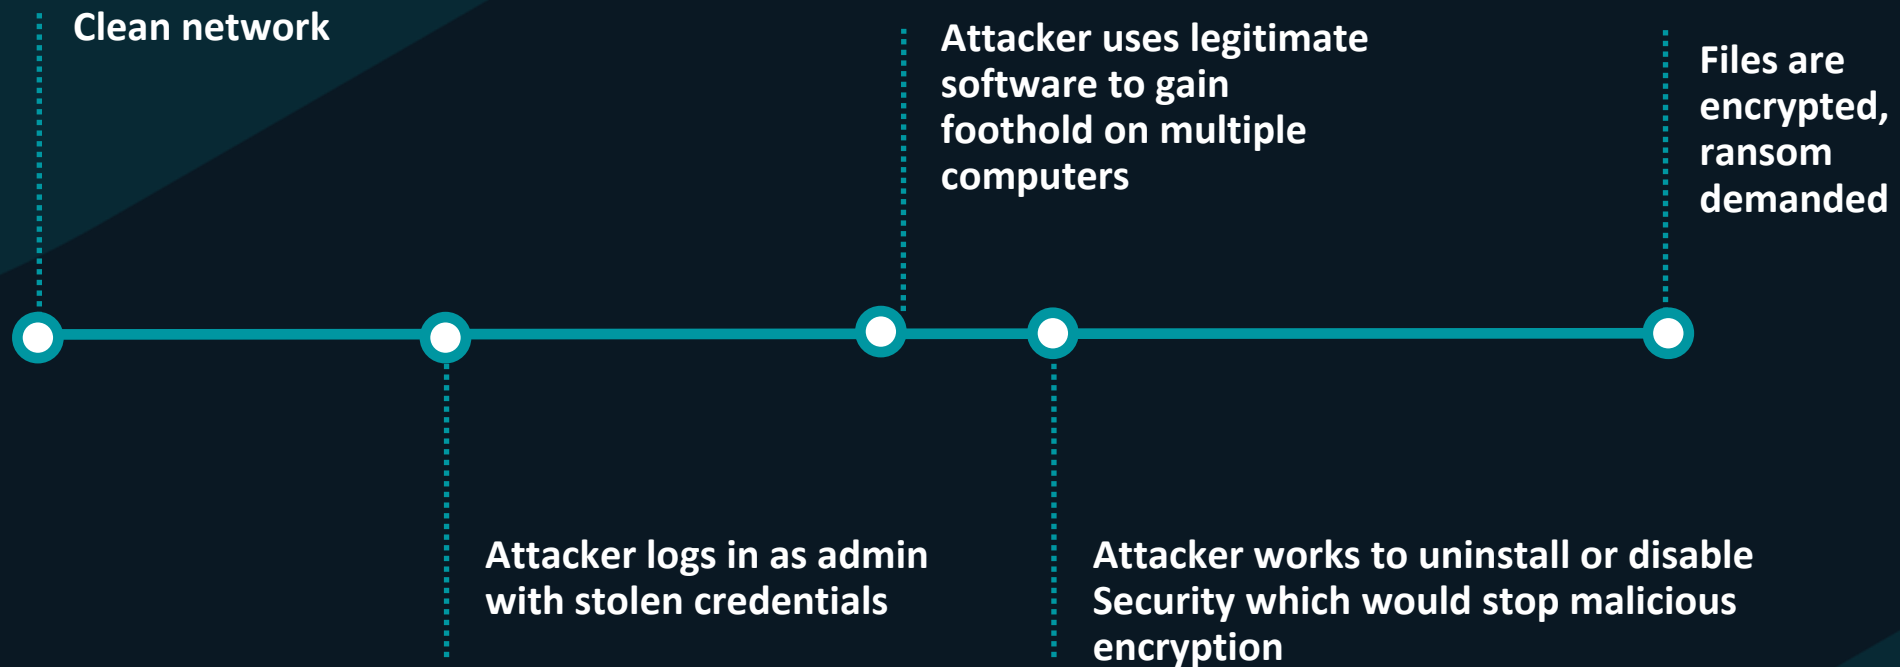 Clean network
Attacker logs in as admin
with stolen credentials
Attacker uses legitimate
software to gain
foothold on multiple
computers
Attacker works to uninstall or disable
Security which would stop malicious
encryption
Files are
encrypted,
ransom
demanded